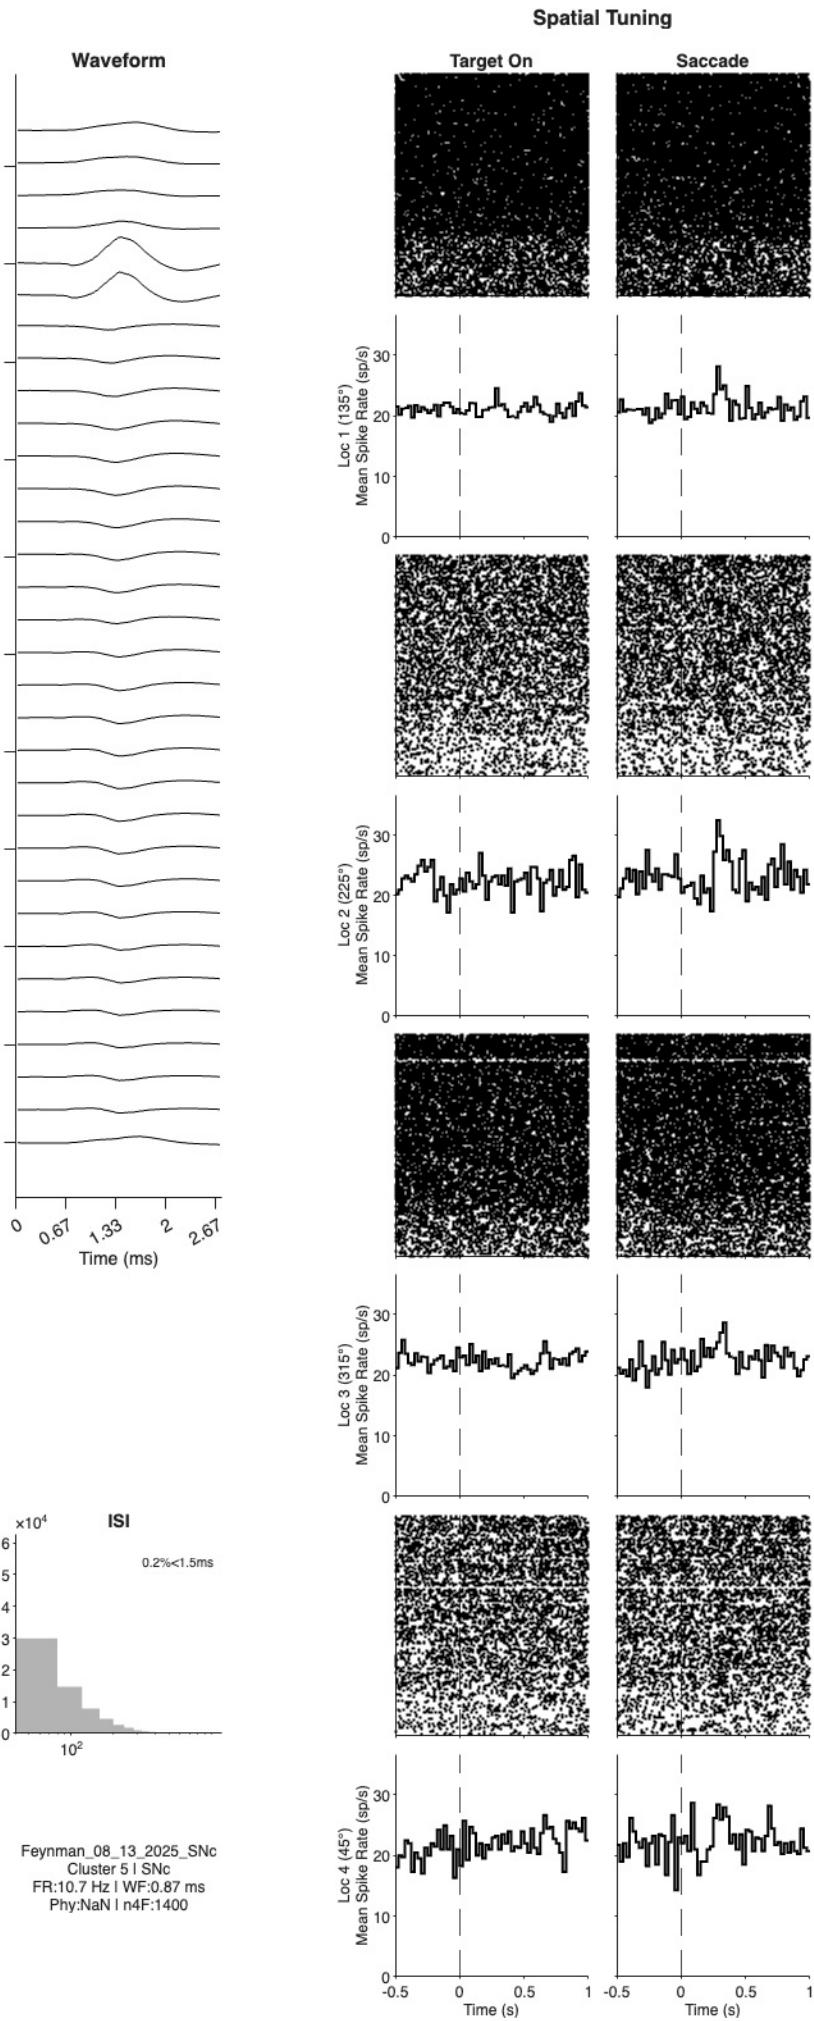 Spatial Tuning
Waveform
Target On
Saccade
Loc 1 (135°)
Mean Spike Rate (sp/s)
30
20
10
0
Loc 2 (225°)
Mean Spike Rate (sp/s)
30
20
10
0
0
0.67
1.33
2
2.67
Time (ms)
Loc 3 (315°)
Mean Spike Rate (sp/s)
30
20
10
0
×10⁴
ISI
0.2%<1.5ms
6
5
4
3
2
1
0
10²
Feynman_08_13_2025_SNc
Cluster 5 | SNc
FR:10.7 Hz | WF:0.87 ms
Phy:NaN | n4F:1400
Loc 4 (45°)
Mean Spike Rate (sp/s)
30
20
10
0
-0.5 0 0.5 1
Time (s)
-0.5 0 0.5 1
Time (s)